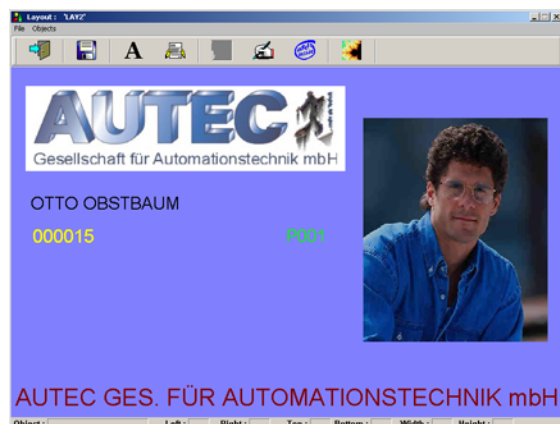 Layout : 'LAY2'
File Objects
A
AUTEC
Gesellschaft für Automationstechnik mbH
OTTO OBSTBAUM
000015 P001
AUTEC GES. FÜR AUTOMATIONSTECHNIK mbH
Object : Left : Right : Top : Bottom : Width : Height :